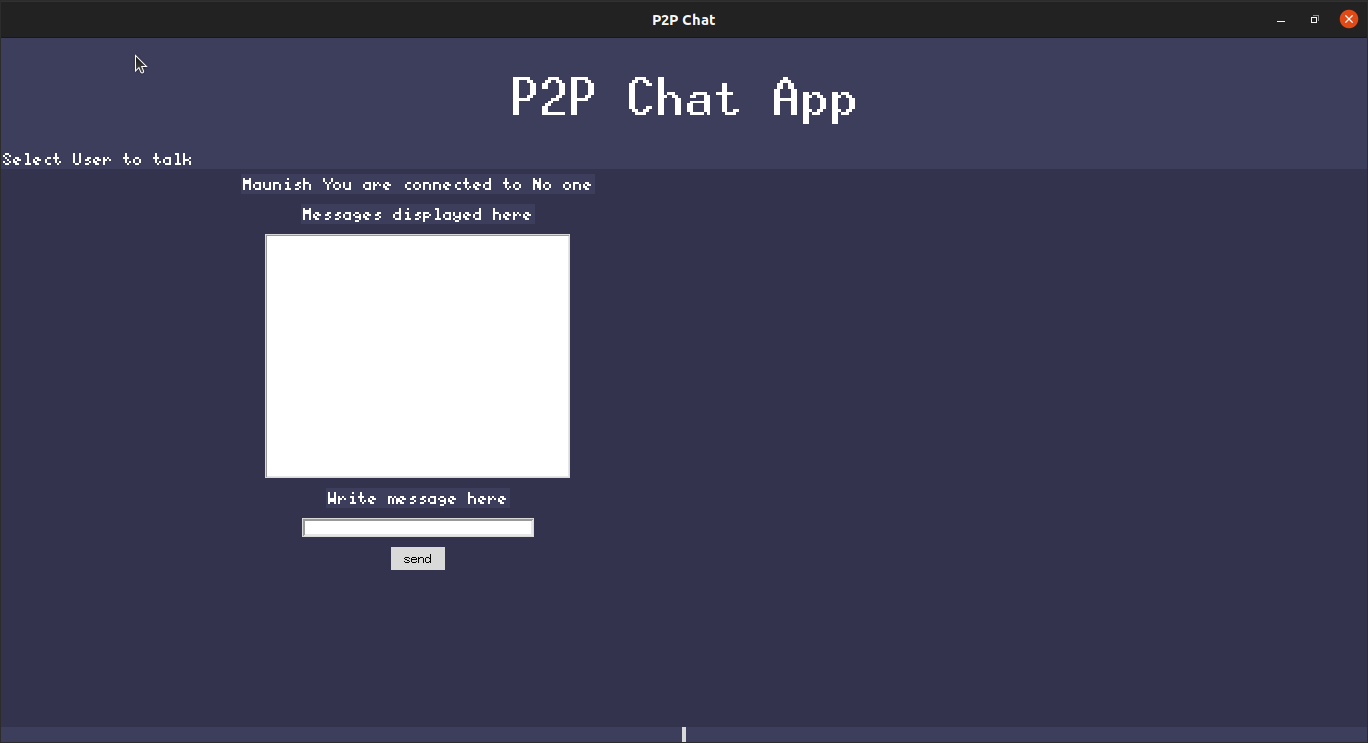 P2P Chat
P2P Chat App
Select User to talk
Maunish You are connected to No one
Messages displayed here
Write message here
send